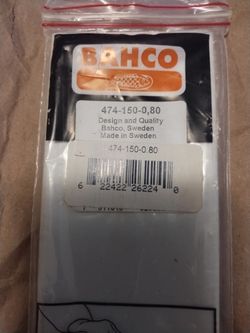 BAHCO
474-150-0,80
Design and Quality
Bahco, Sweden
Made in Sweden
474-150-0.80
6 22422 26224 0